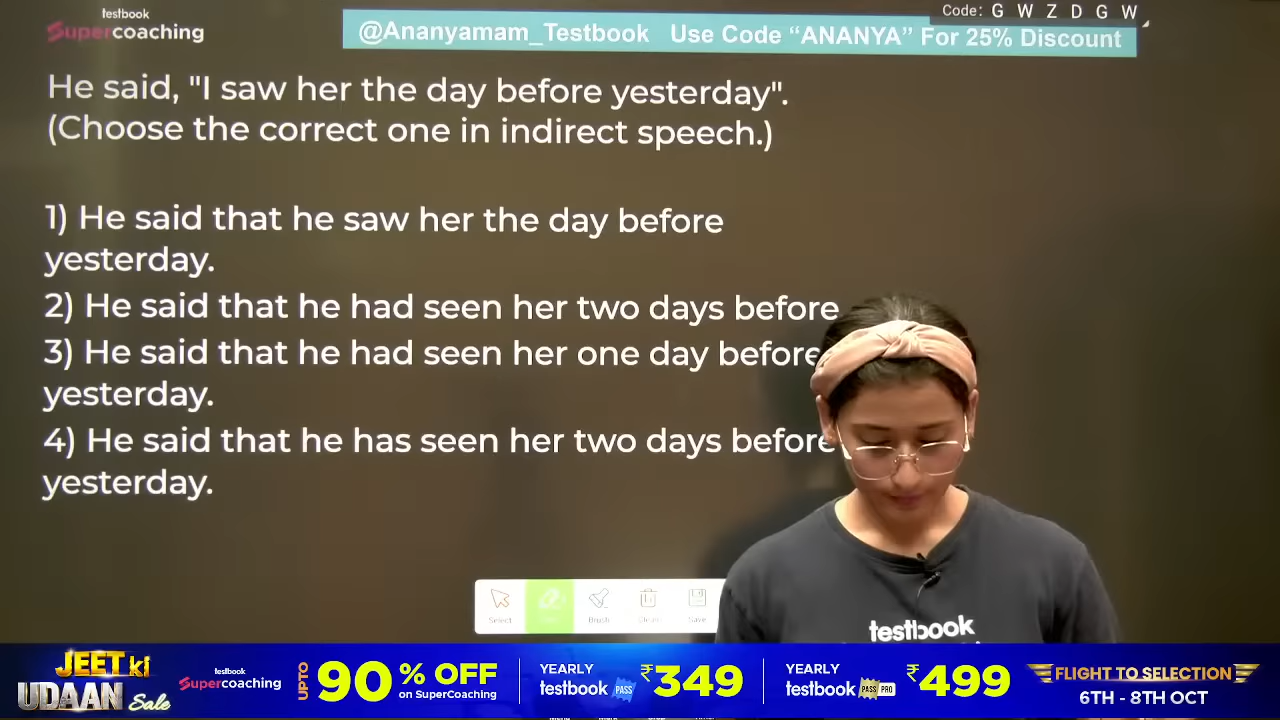 testbook
Supercoaching
@Ananyamam_Testbook Use Code “ANANYA” For 25% Discount
Code: G W Z D G W
He said, "I saw her the day before yesterday".
(Choose the correct one in indirect speech.)
1) He said that he saw her the day before
yesterday.
2) He said that he had seen her two days before
3) He said that he had seen her one day before
yesterday.
4) He said that he has seen her two days before
yesterday.
Select
Brush
Clear
Save
testbook
JEET ki
UDAAN Sale
testbook
Supercoaching
UPTO 90% OFF
on SuperCoaching
YEARLY
testbook PASS
₹349
YEARLY
testbook PASS PRO
₹499
FLIGHT TO SELECTION
6TH - 8TH OCT